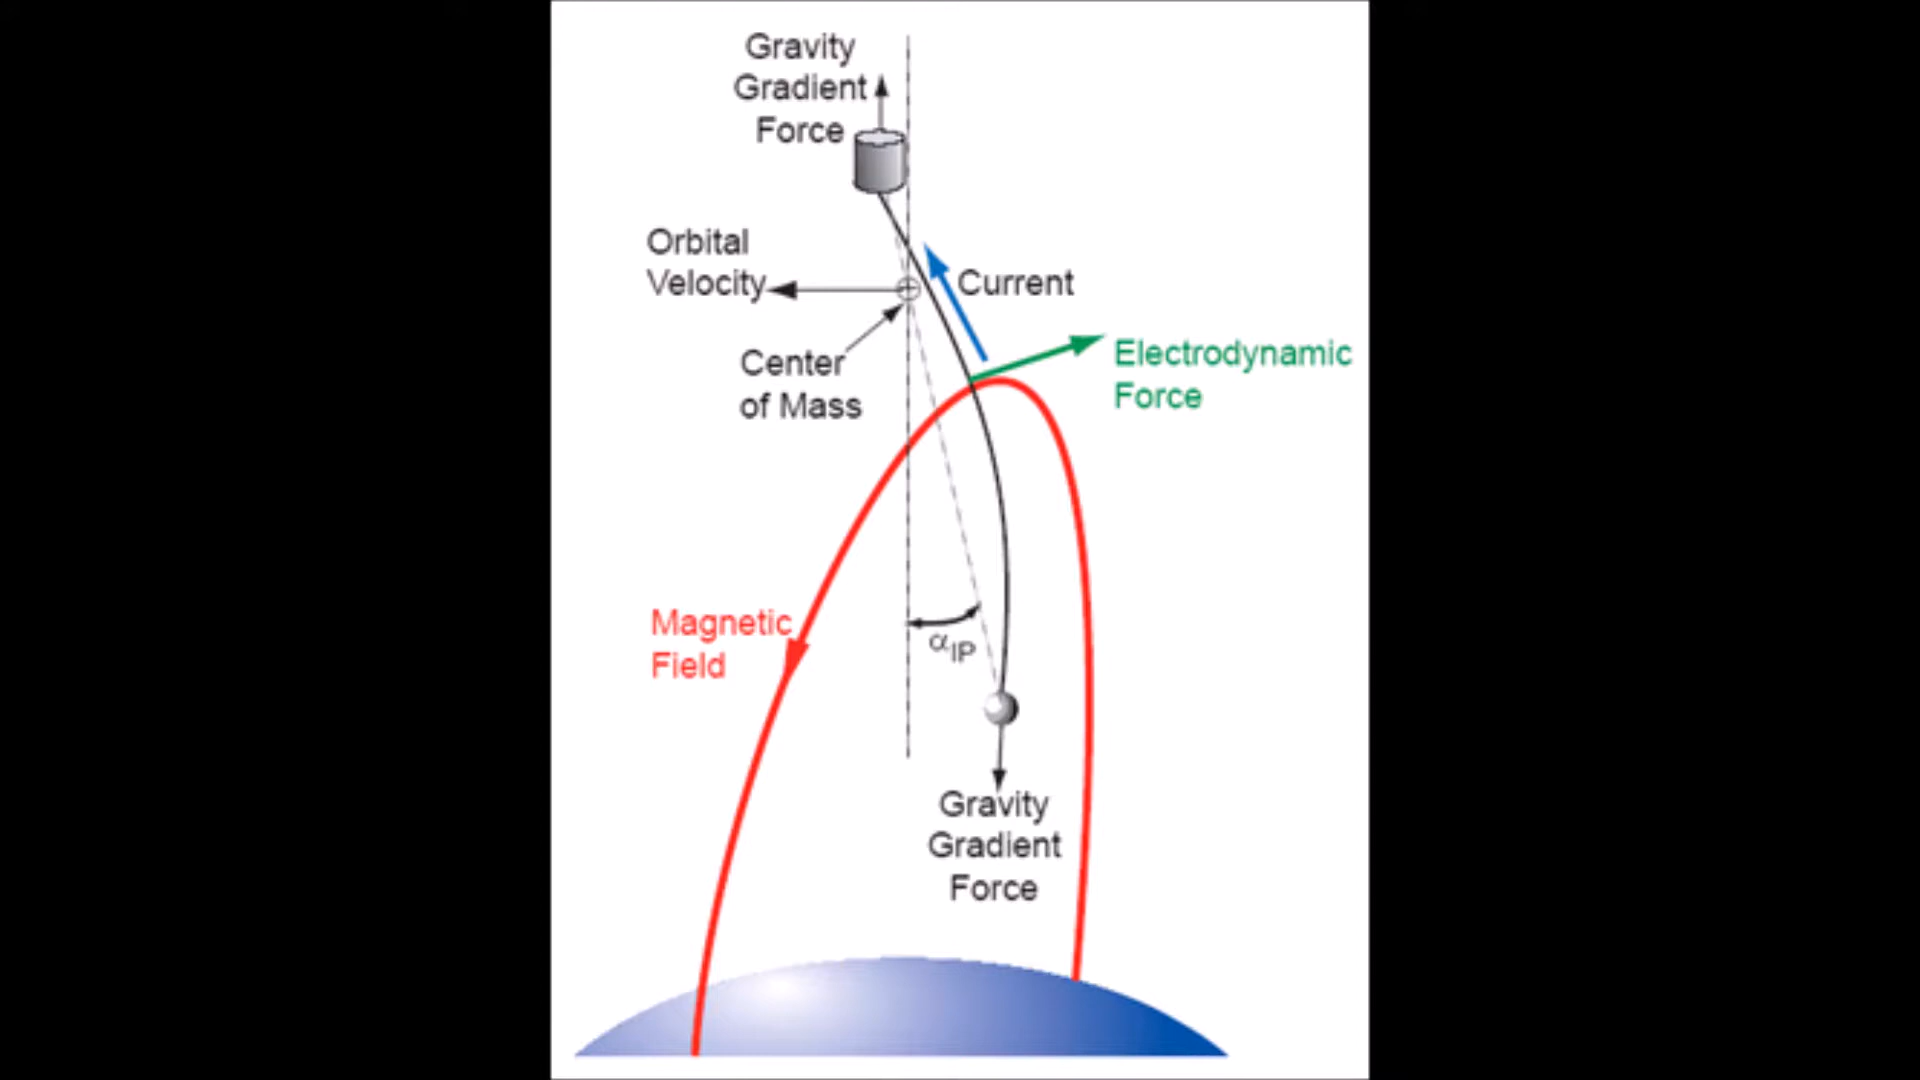 Gravity
Gradient
Force
Orbital
Velocity
Current
Center
of Mass
Electrodynamic
Force
Magnetic
Field
αIP
Gravity
Gradient
Force